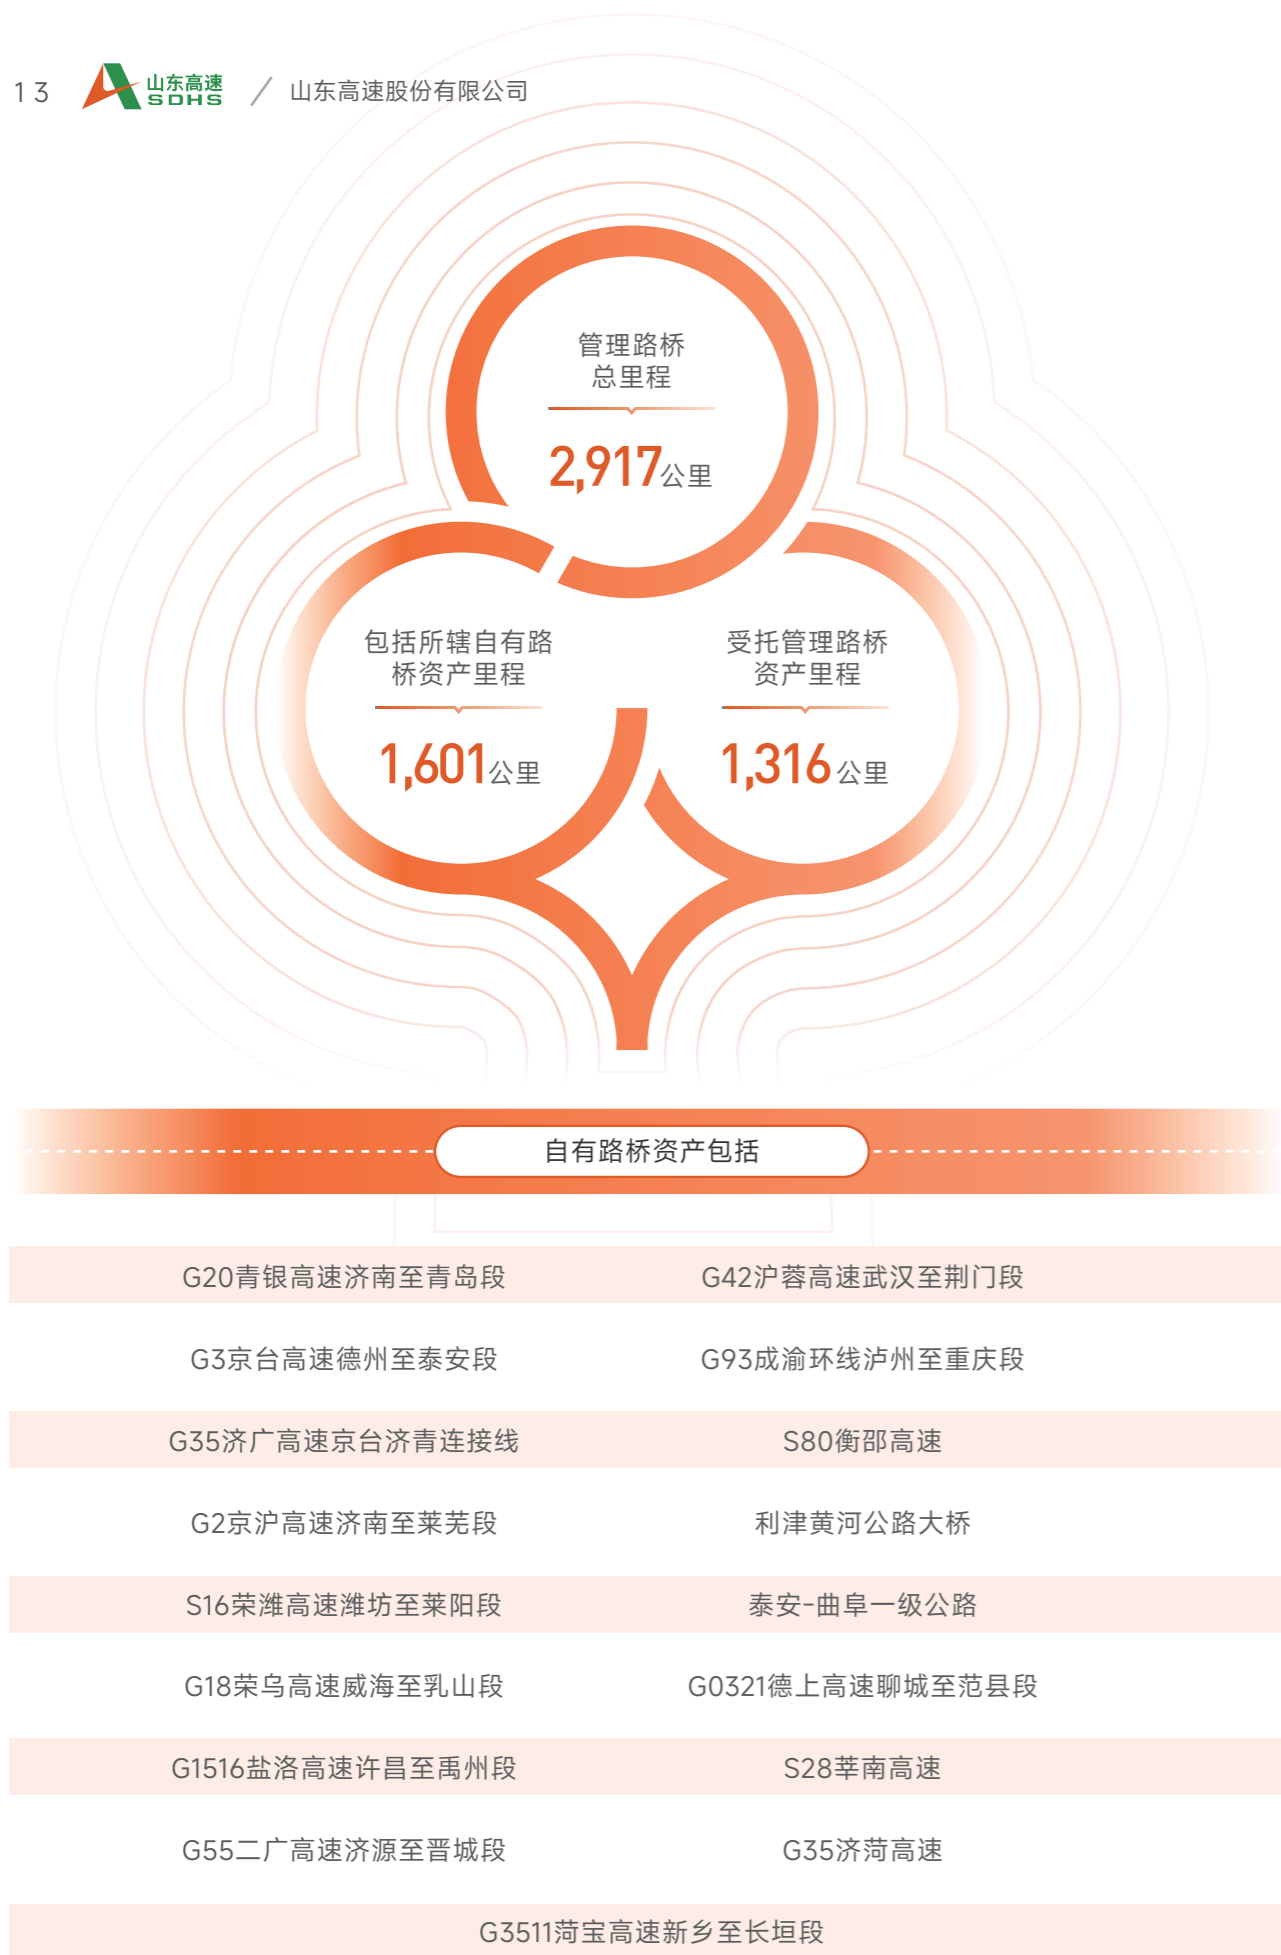 13
山东高速
SDHS
山东高速股份有限公司
管理路桥
总里程
2,917公里
包括所辖自有路
桥资产里程
1,601公里
受托管理路桥
资产里程
1,316公里
自有路桥资产包括
G20青银高速济南至青岛段
G42沪蓉高速武汉至荆门段
G3京台高速德州至泰安段
G93成渝环线泸州至重庆段
G35济广高速京台济青连接线
S80衡邵高速
G2京沪高速济南至莱芜段
利津黄河公路大桥
S16荣潍高速潍坊至莱阳段
泰安-曲阜一级公路
G18荣乌高速威海至乳山段
G0321德上高速聊城至范县段
G1516盐洛高速许昌至禹州段
S28莘南高速
G55二广高速济源至晋城段
G35济菏高速
G3511菏宝高速新乡至长垣段